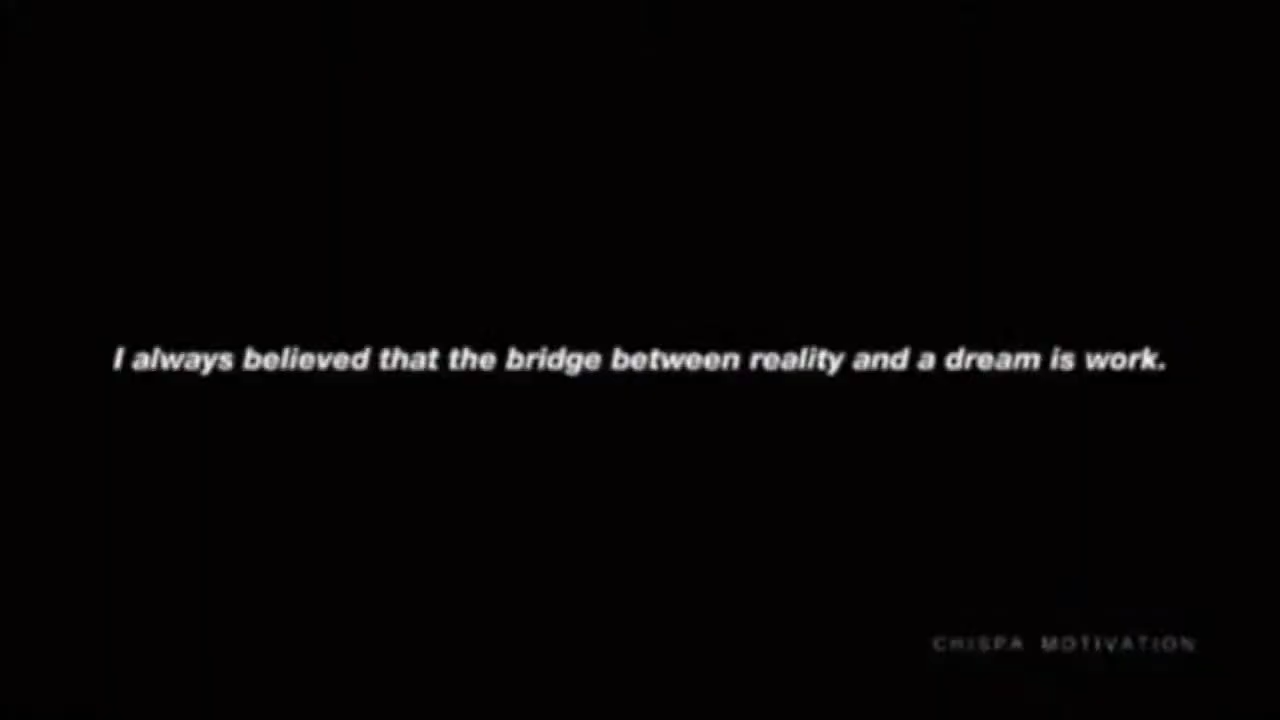 I always believed that the bridge between reality and a dream is work.
CHISPA MOTIVATION